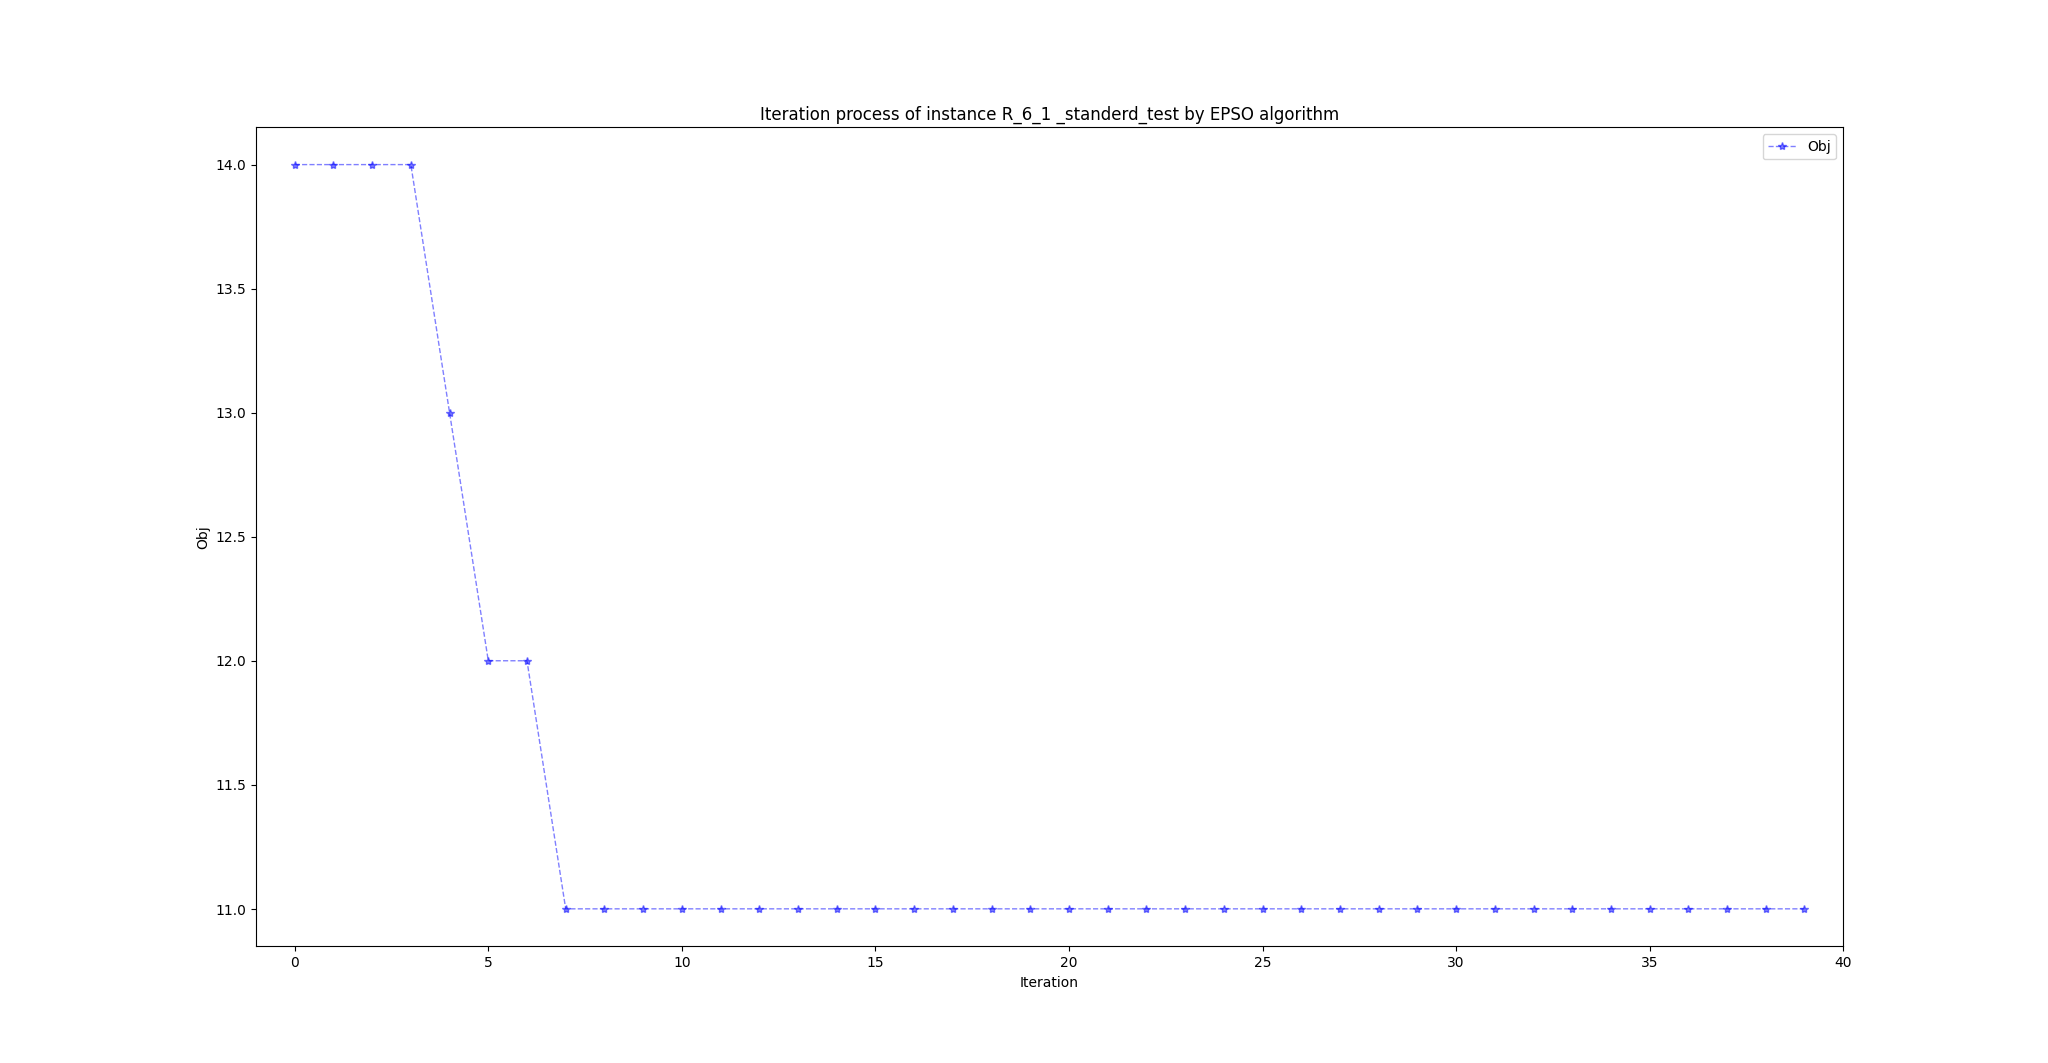 Iteration process of instance R_6_1 _standerd_test by EPSO algorithm
Obj
14.0
13.5
13.0
12.5
12.0
11.5
11.0
Obj
0 5 10 15 20 25 30 35 40
Iteration